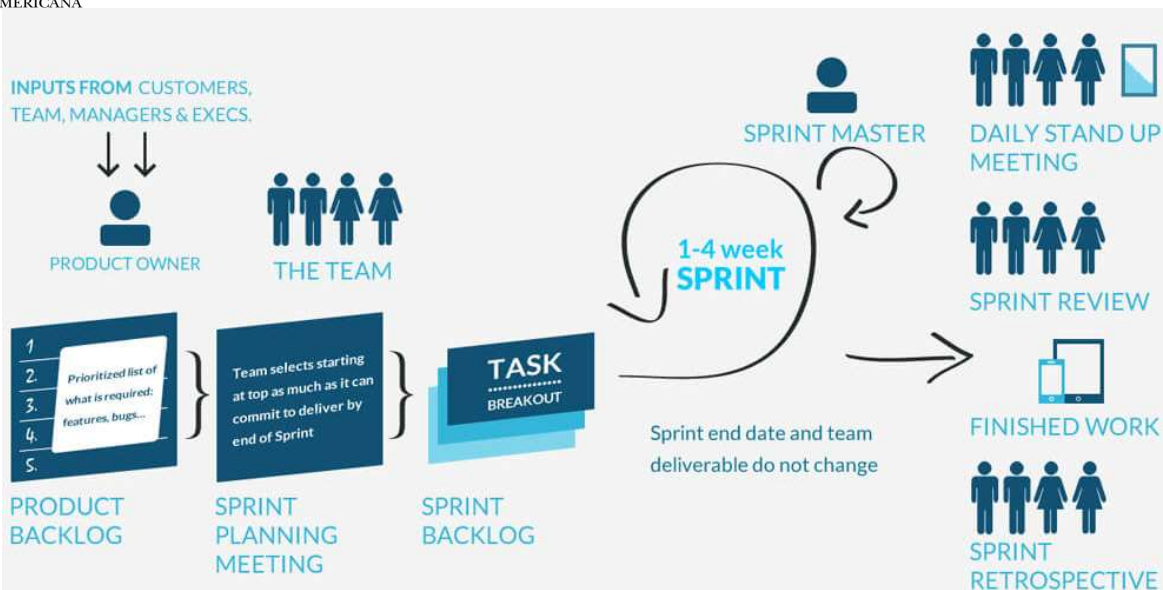 MERICANA
INPUTS FROM CUSTOMERS,
TEAM, MANAGERS & EXECS.
PRODUCT OWNER
THE TEAM
1
2.
3.
4.
5.
Prioritized list of
what is required:
features, bugs...
PRODUCT
BACKLOG
Team selects starting
at top as much as it can
commit to deliver by
end of Sprint
SPRINT
PLANNING
MEETING
TASK
BREAKOUT
SPRINT
BACKLOG
1-4 week
SPRINT
Sprint end date and team
deliverable do not change
SPRINT MASTER
DAILY STAND UP
MEETING
SPRINT REVIEW
FINISHED WORK
SPRINT
RETROSPECTIVE